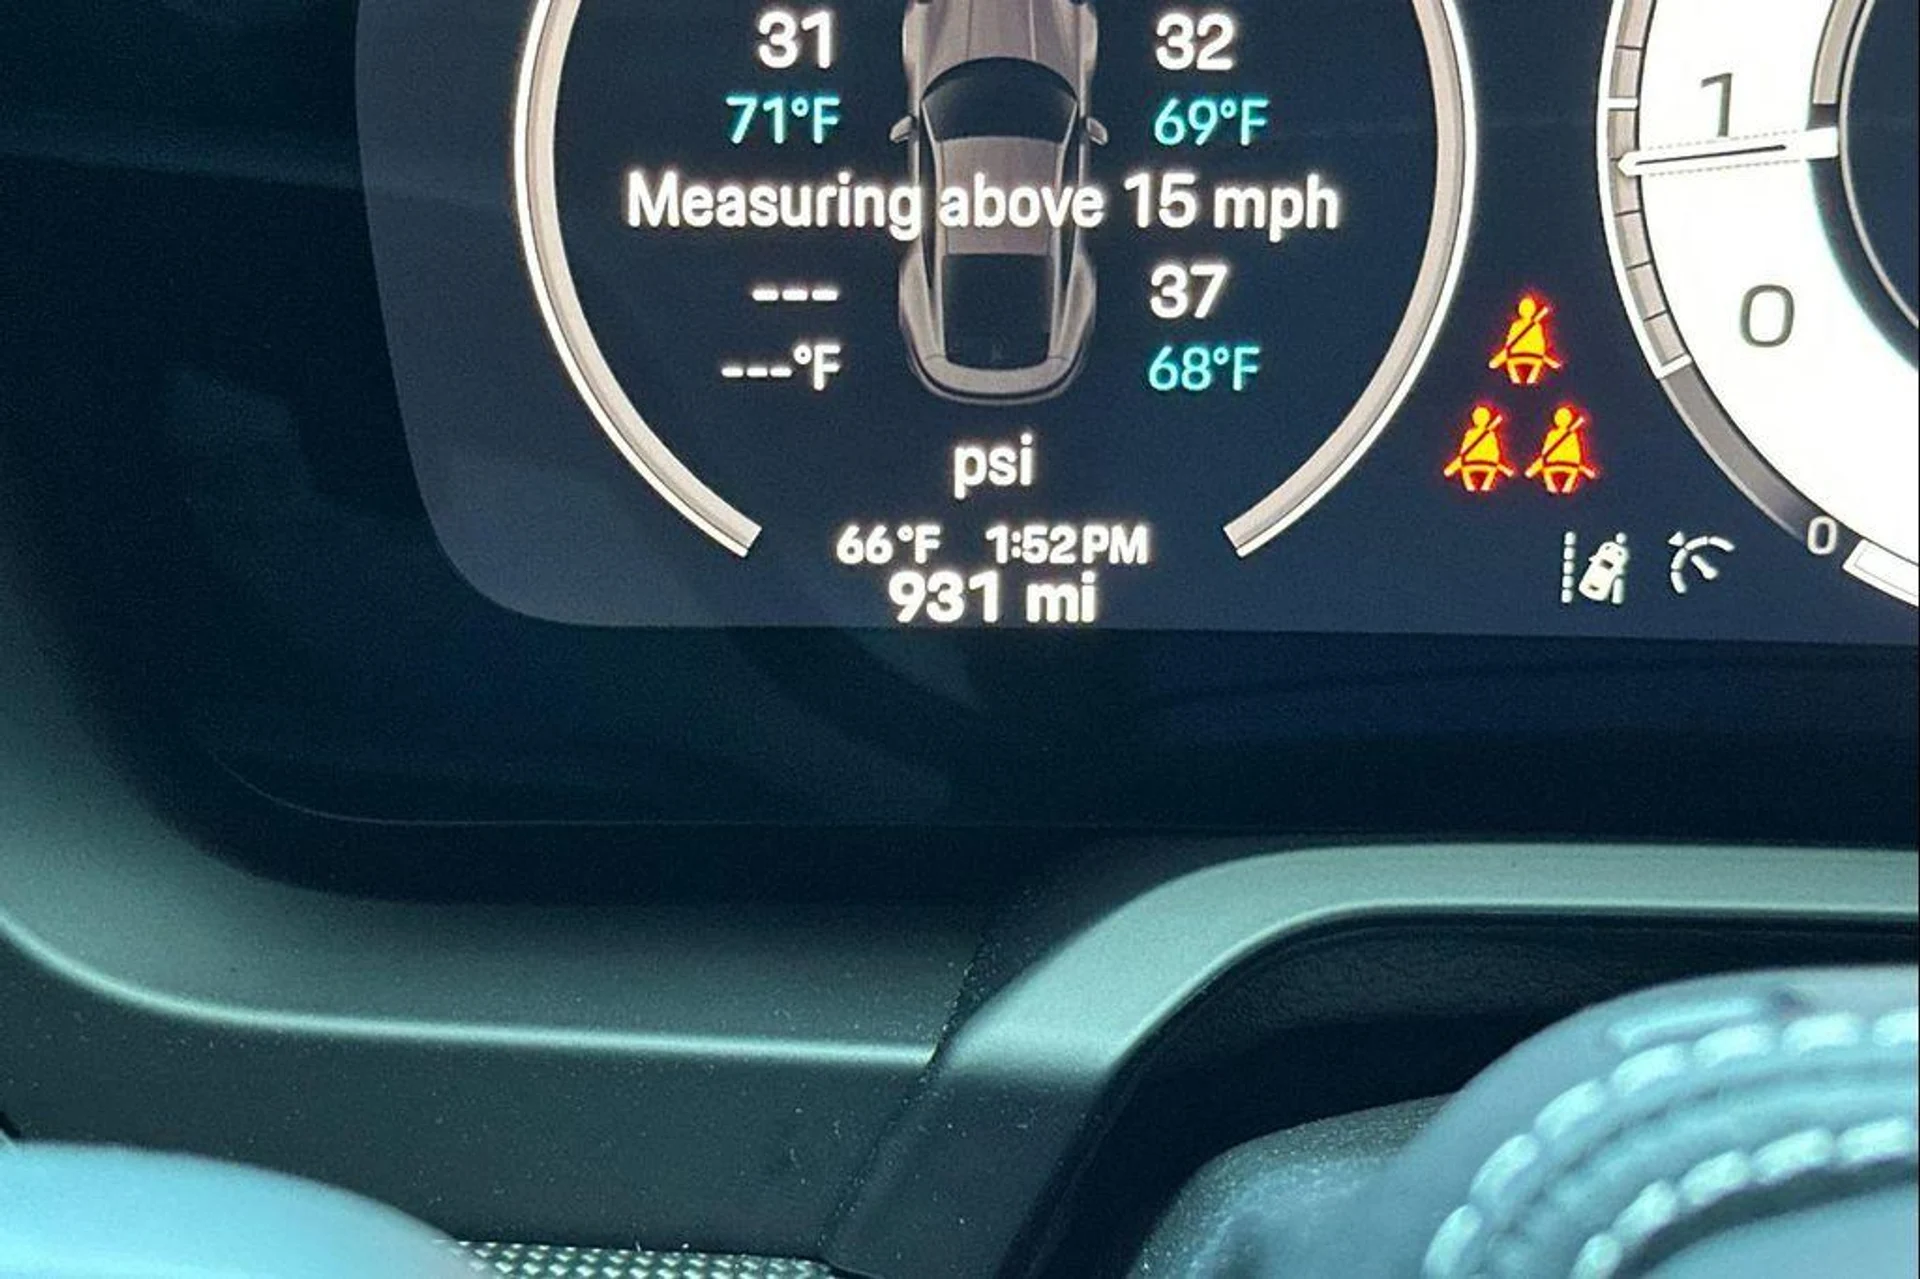 31 32
71°F 69°F
Measuring above 15 mph
--- 37
---°F 68°F
psi
66°F 1:52PM
931 mi
1
0
0